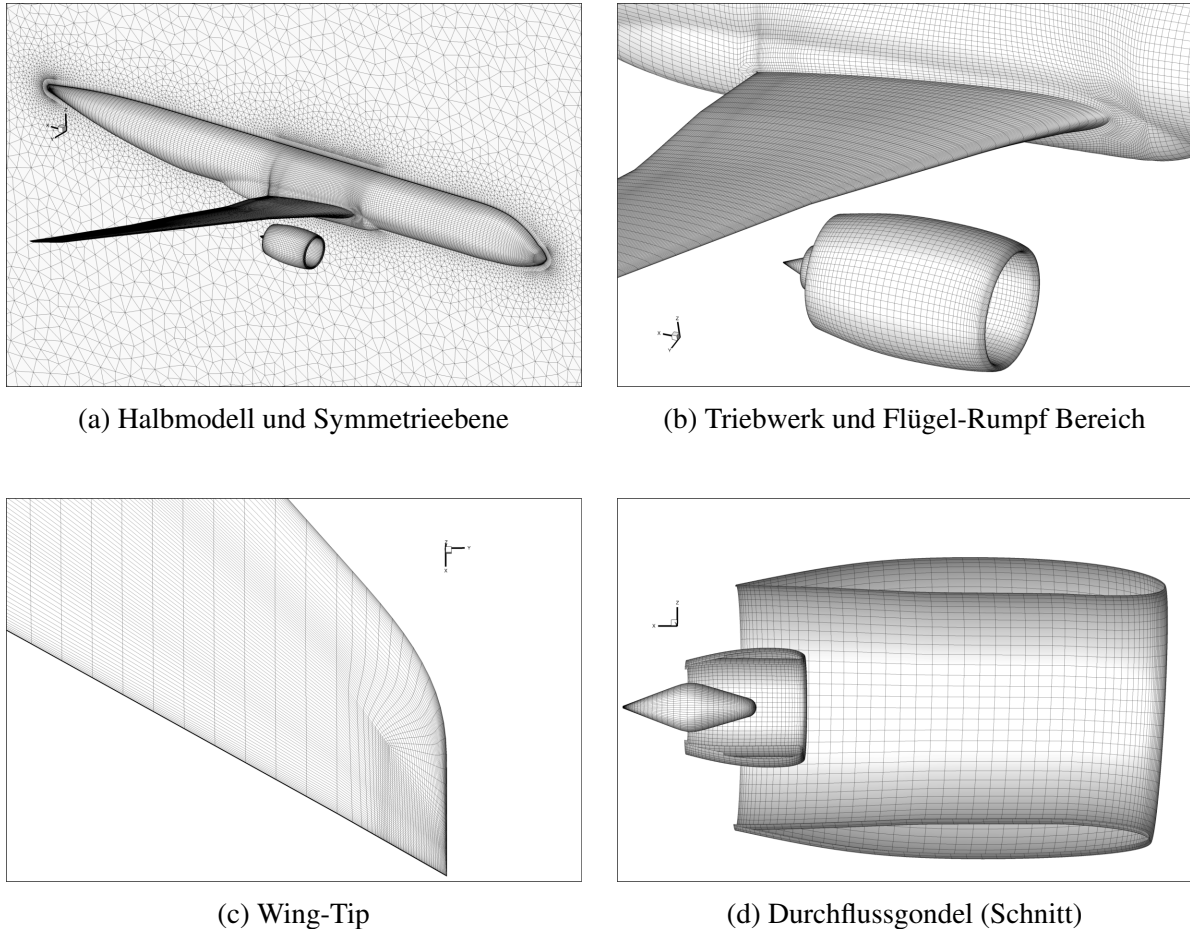 (a) Halbmodell und Symmetrieebene
(b) Triebwerk und Flügel-Rumpf Bereich
(c) Wing-Tip
(d) Durchflussgondel (Schnitt)